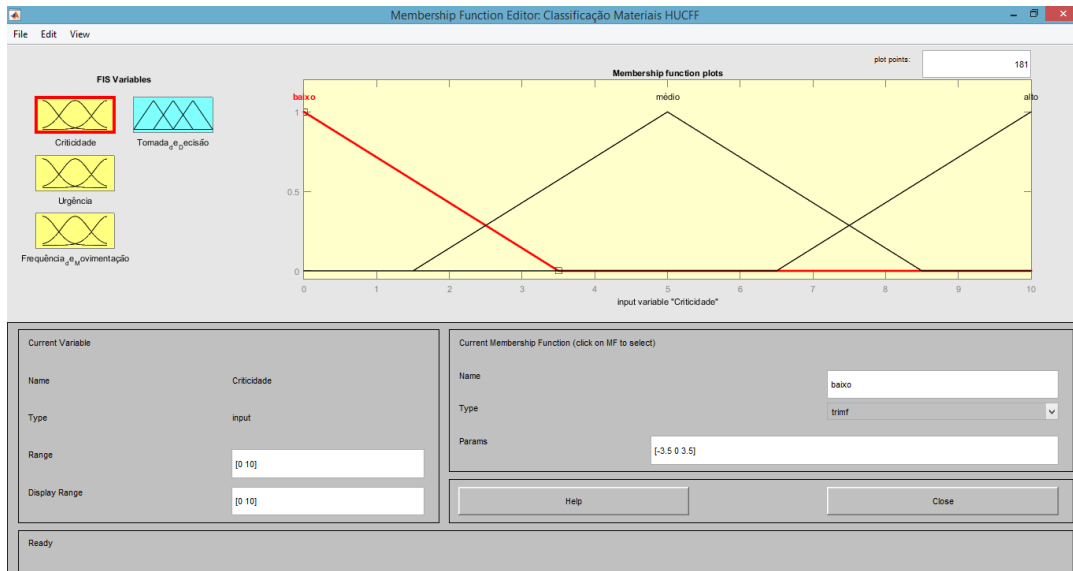 Membership Function Editor: Classificação Materiais HUCFF
File Edit View
FIS Variables
plot points:
181
Membership function plots
baixo
médio
alto
1
0.5
0
0 1 2 3 4 5 6 7 8 9 10
input variable "Criticidade"
Criticidade
Tomada_de_Decisão
Urgência
Frequência_de_Movimentação
Current Variable
Name Criticidade
Type input
Range [0 10]
Display Range [0 10]
Current Membership Function (click on MF to select)
Name baixo
Type trimf
Params [-3.5 0 3.5]
Help
Close
Ready